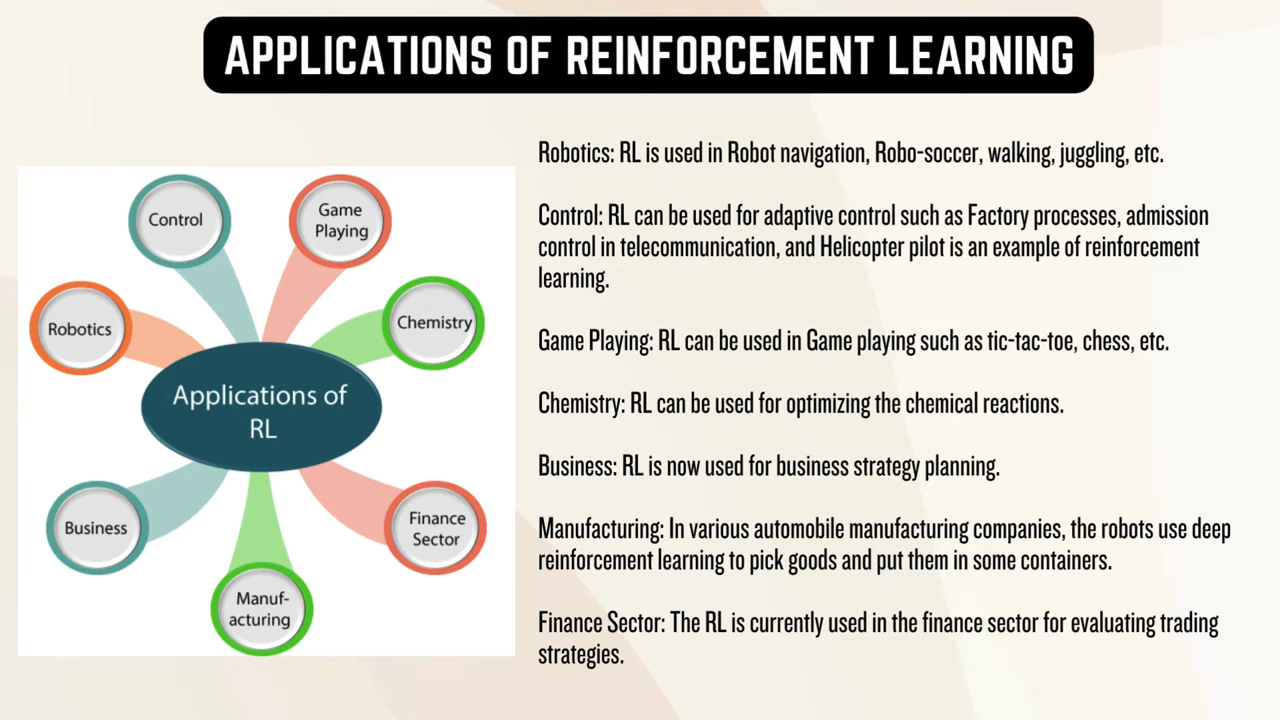 APPLICATIONS OF REINFORCEMENT LEARNING
Control
Game
Playing
Robotics
Chemistry
Applications of
RL
Business
Finance
Sector
Manuf-
acturing
Robotics: RL is used in Robot navigation, Robo-soccer, walking, juggling, etc.
Control: RL can be used for adaptive control such as Factory processes, admission
control in telecommunication, and Helicopter pilot is an example of reinforcement
learning.
Game Playing: RL can be used in Game playing such as tic-tac-toe, chess, etc.
Chemistry: RL can be used for optimizing the chemical reactions.
Business: RL is now used for business strategy planning.
Manufacturing: In various automobile manufacturing companies, the robots use deep
reinforcement learning to pick goods and put them in some containers.
Finance Sector: The RL is currently used in the finance sector for evaluating trading
strategies.